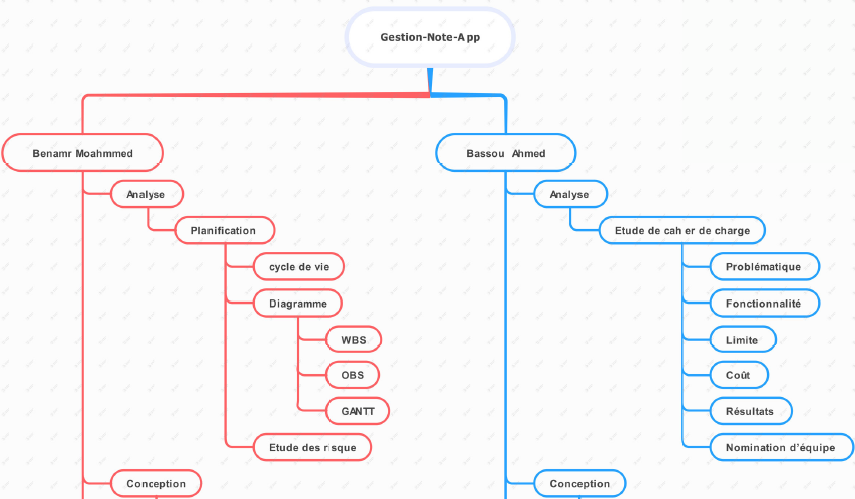 Gestion-Note-App
Benamr Moahmmed
Analyse
Planification
cycle de vie
Diagramme
WBS
OBS
GANTT
Etude des risque
Conception
Bassou Ahmed
Analyse
Etude de cah er de charge
Problématique
Fonctionnalité
Limite
Coût
Résultats
Nomination d'équipe
Conception